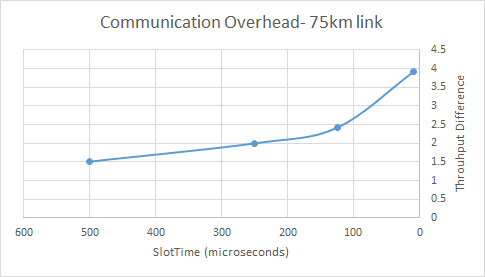 Communication Overhead- 75km link
4.5
4
3.5
3
2.5
2
1.5
1
0.5
0
Throuhput Difference
600 500 400 300 200 100 0
SlotTime (microseconds)